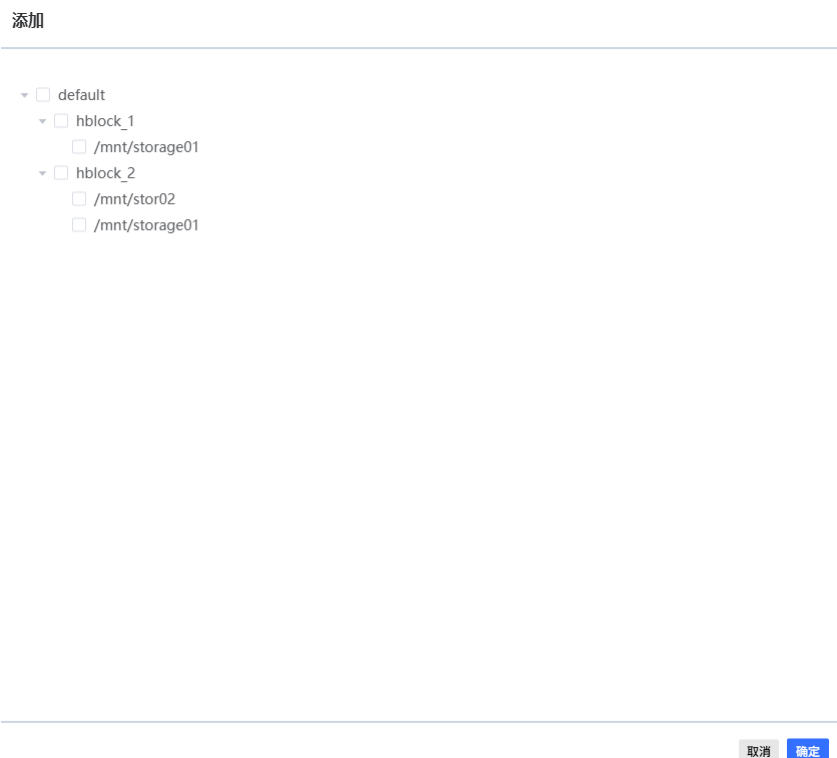 添加
default
hblock_1
/mnt/storage01
hblock_2
/mnt/stor02
/mnt/storage01
取消
确定